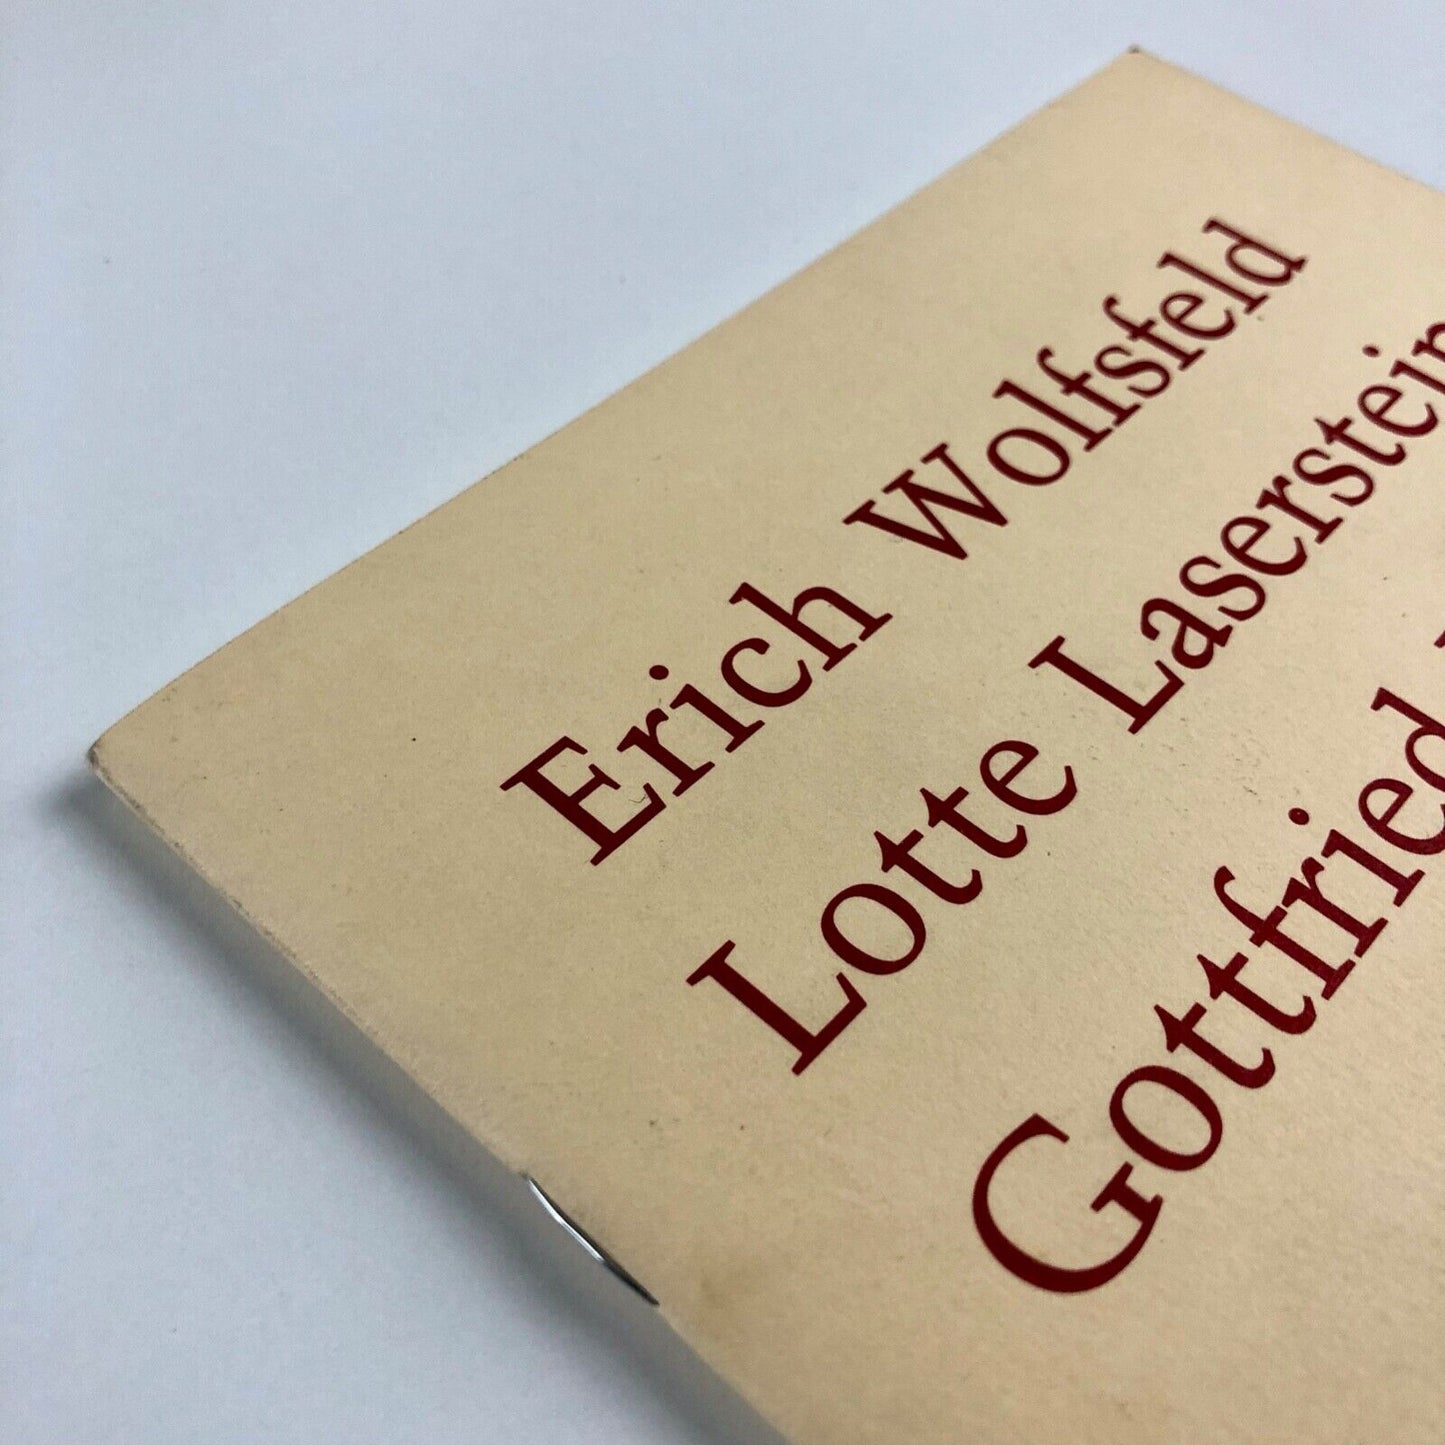 Erich Wolfsfeld
Lotte Laserstein
Gottfried